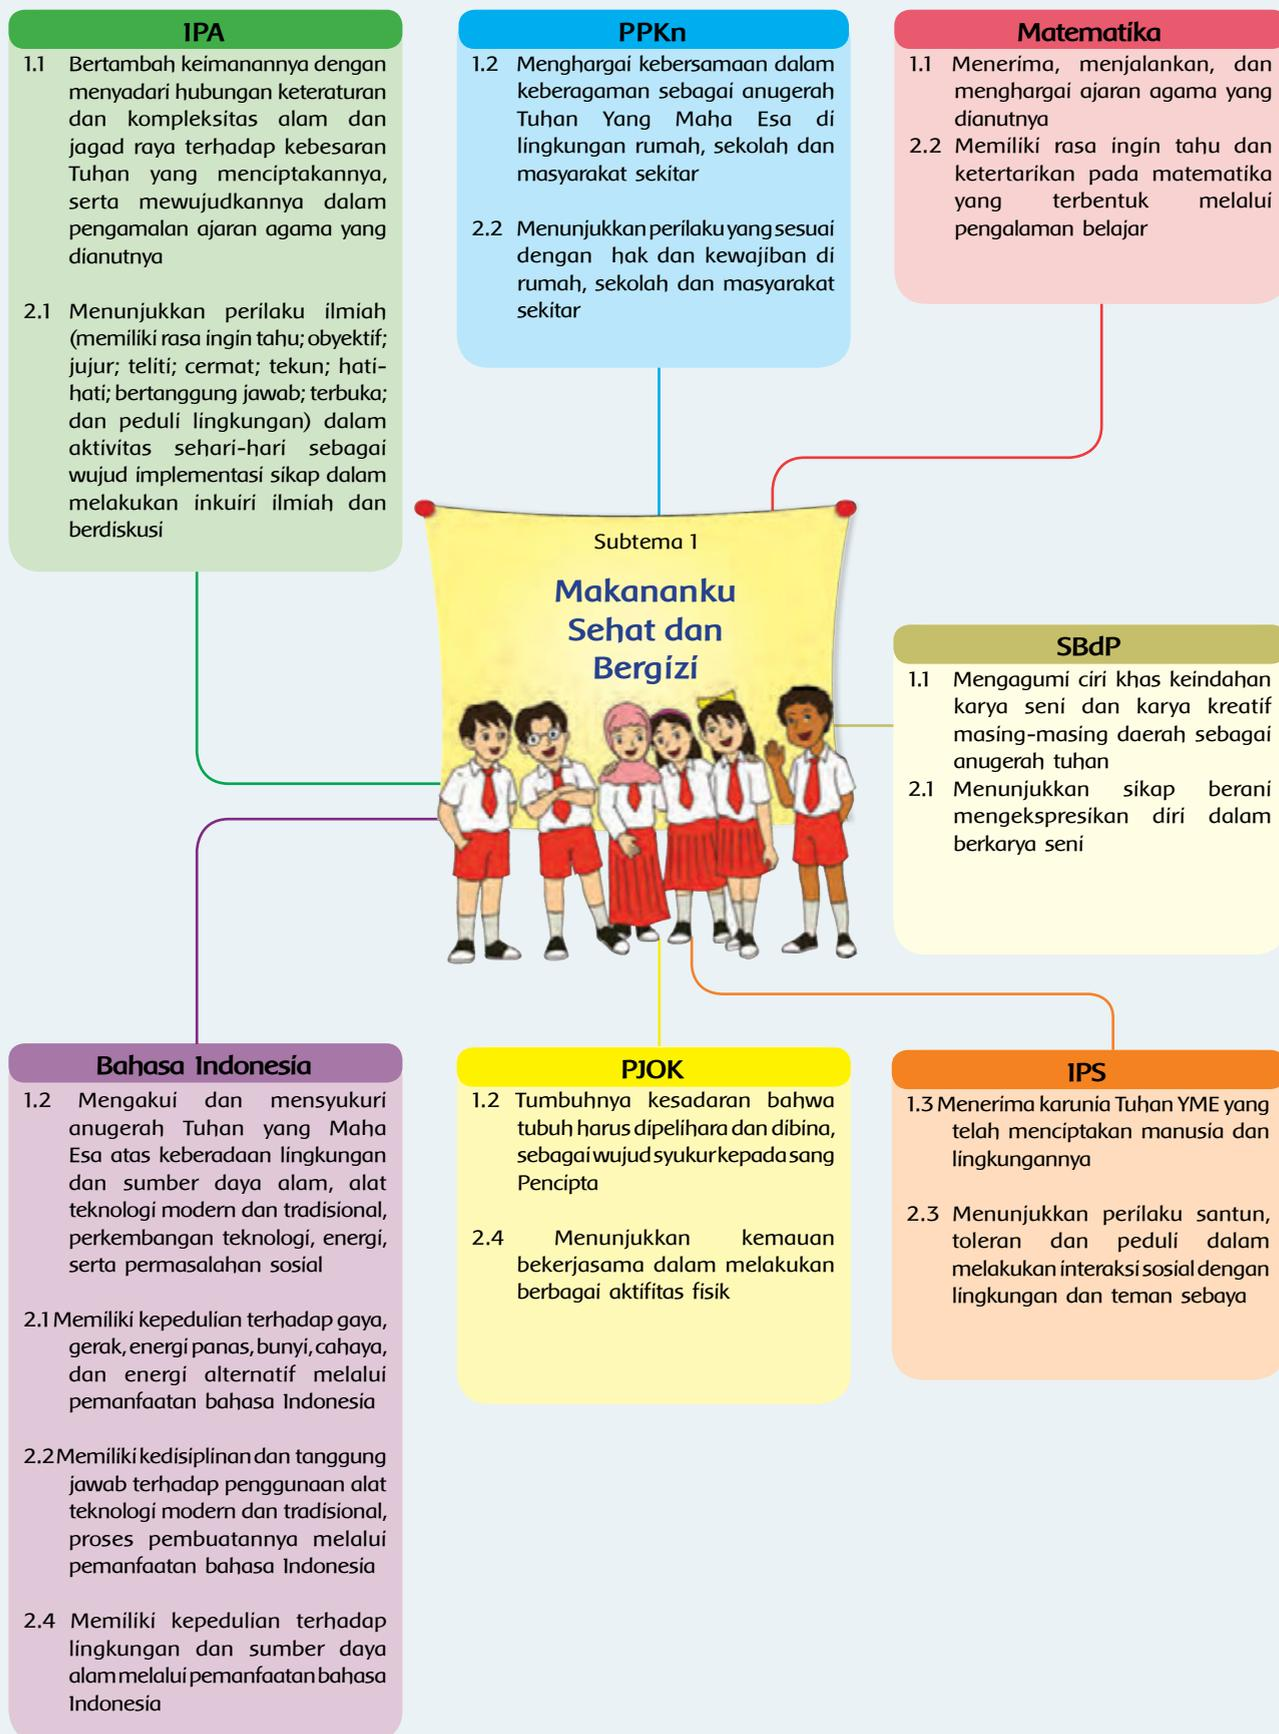 IPA
1.1 Bertambah keimanannya dengan
menyadari hubungan keteraturan
dan kompleksitas alam dan
jagad raya terhadap kebesaran
Tuhan yang menciptakannya,
serta mewujudkannya dalam
pengamalan ajaran agama yang
dianutnya
2.1 Menunjukkan perilaku ilmiah
(memiliki rasa ingin tahu; obyektif;
jujur; teliti; cermat; tekun; hati-
hati; bertanggung jawab; terbuka;
dan peduli lingkungan) dalam
aktivitas sehari-hari sebagai
wujud implementasi sikap dalam
melakukan inkuiri ilmiah dan
berdiskusi
PPKn
1.2 Menghargai kebersamaan dalam
keberagaman sebagai anugerah
Tuhan Yang Maha Esa di
lingkungan rumah, sekolah dan
masyarakat sekitar
2.2 Menunjukkan perilaku yang sesuai
dengan hak dan kewajiban di
rumah, sekolah dan masyarakat
sekitar
Matematika
1.1 Menerima, menjalankan, dan
menghargai ajaran agama yang
dianutnya
2.2 Memiliki rasa ingin tahu dan
ketertarikan pada matematika
yang terbentuk melalui
pengalaman belajar
Subtema 1
Makananku
Sehat dan
Bergizi
SBdP
1.1 Mengagumi ciri khas keindahan
karya seni dan karya kreatif
masing-masing daerah sebagai
anugerah tuhan
2.1 Menunjukkan sikap berani
mengekspresikan diri dalam
berkarya seni
Bahasa Indonesia
1.2 Mengakui dan mensyukuri
anugerah Tuhan yang Maha
Esa atas keberadaan lingkungan
dan sumber daya alam, alat
teknologi modern dan tradisional,
perkembangan teknologi, energi,
serta permasalahan sosial
2.1 Memiliki kepedulian terhadap gaya,
gerak, energi panas, bunyi, cahaya,
dan energi alternatif melalui
pemanfaatan bahasa Indonesia
2.2 Memiliki kedisiplinan dan tanggung
jawab terhadap penggunaan alat
teknologi modern dan tradisional,
proses pembuatannya melalui
pemanfaatan bahasa Indonesia
2.4 Memiliki kepedulian terhadap
lingkungan dan sumber daya
alam melalui pemanfaatan bahasa
Indonesia
PJOK
1.2 Tumbuhnya kesadaran bahwa
tubuh harus dipelihara dan dibina,
sebagai wujud syukur kepada sang
Pencipta
2.4 Menunjukkan kemauan
bekerjasama dalam melakukan
berbagai aktifitas fisik
IPS
1.3 Menerima karunia Tuhan YME yang
telah menciptakan manusia dan
lingkungannya
2.3 Menunjukkan perilaku santun,
toleran dan peduli dalam
melakukan interaksi sosial dengan
lingkungan dan teman sebaya